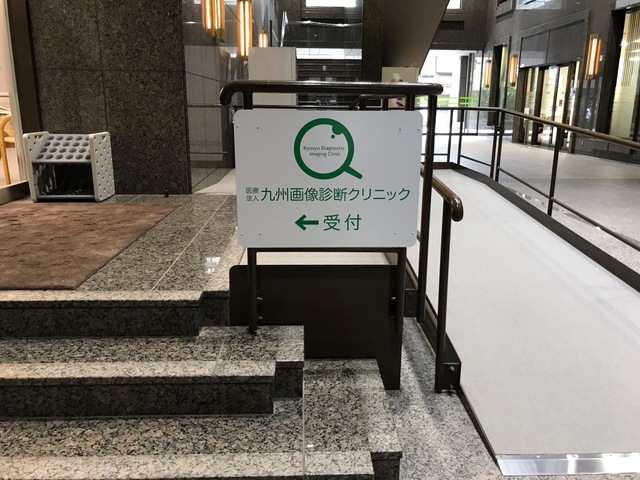 Kyusyu Diagnostic
Imaging Clinic
医療法人 九州画像診断クリニック
←受付